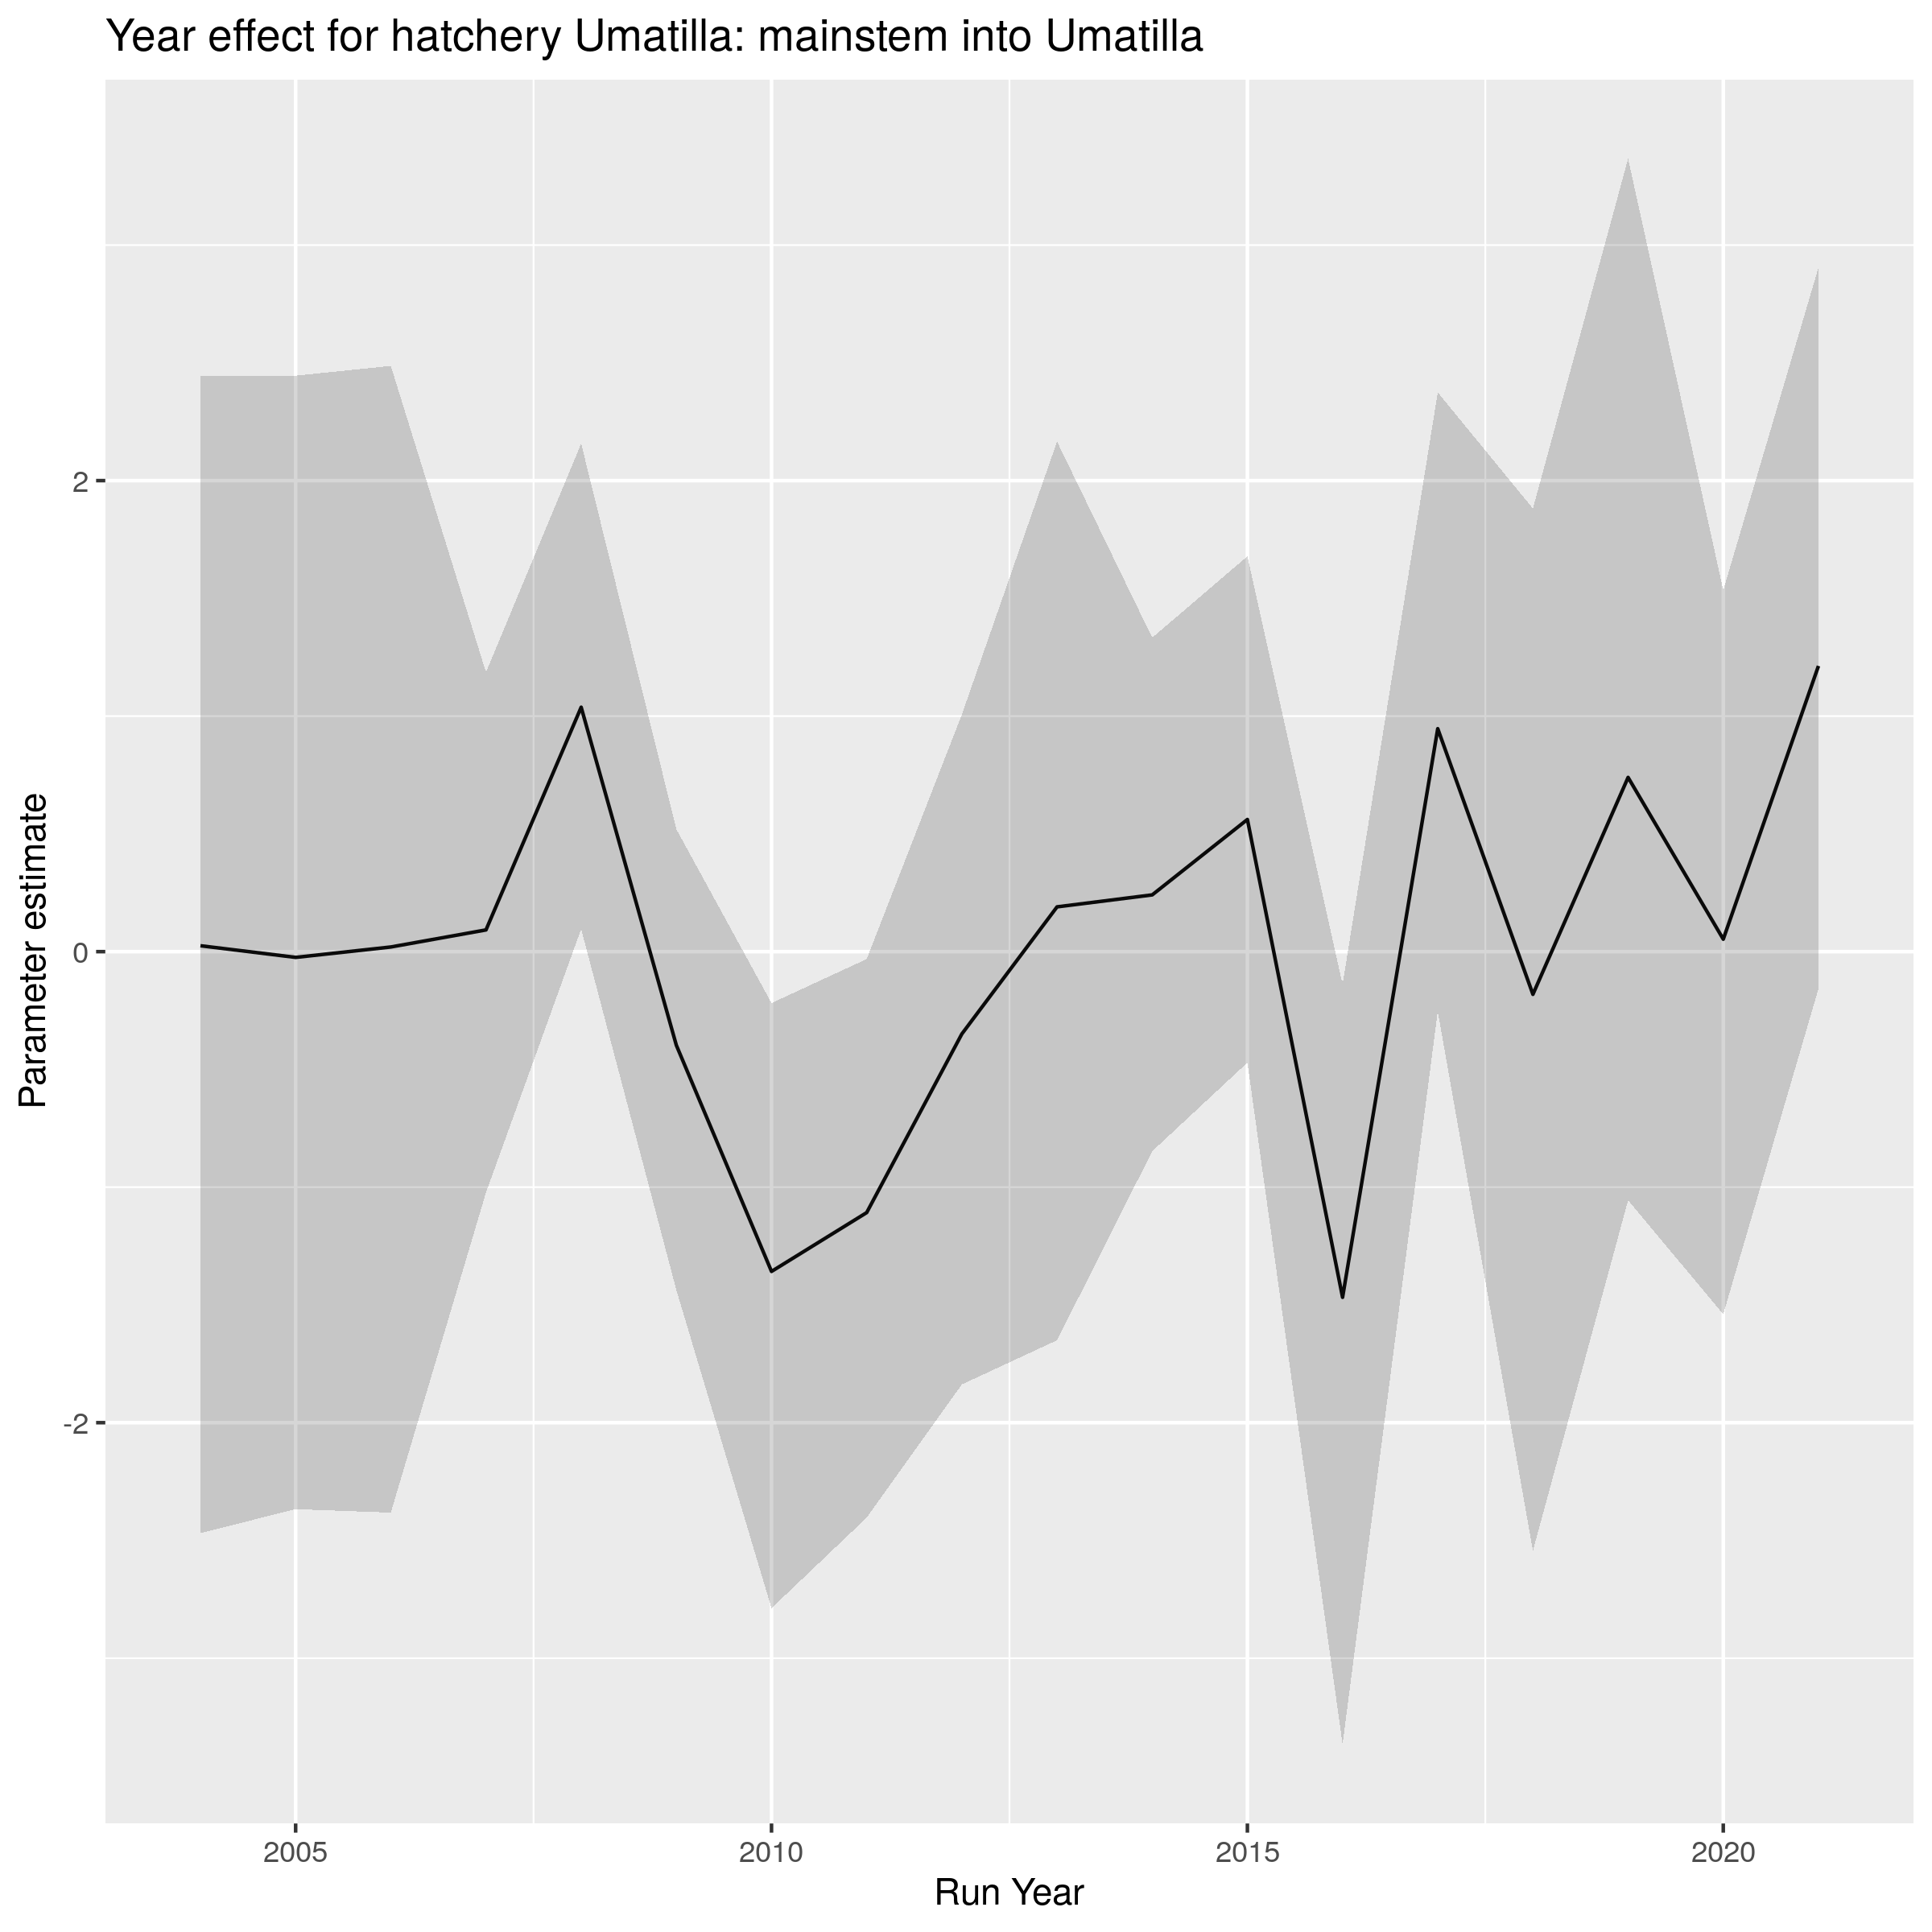 Year effect for hatchery Umatilla: mainstem into Umatilla
Parameter estimate
2
0
-2
2005 2010 2015 2020
Run Year